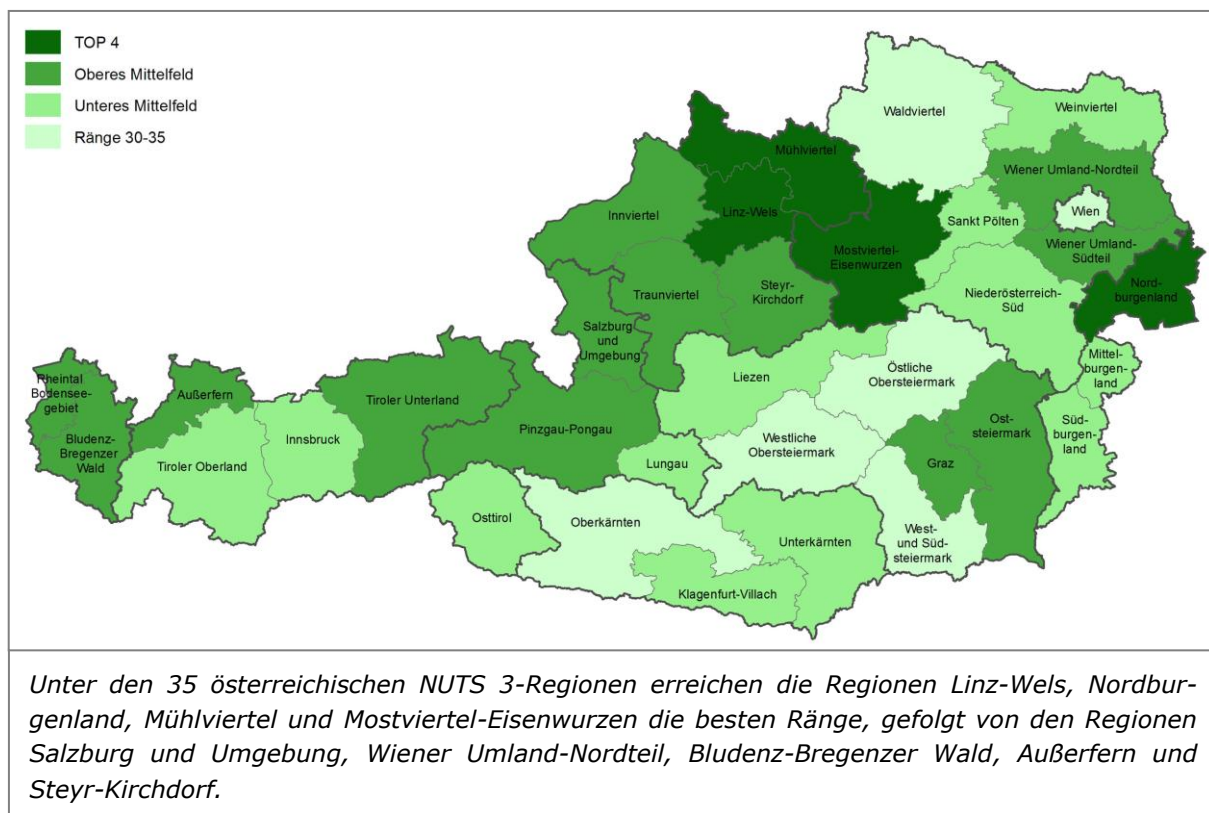 TOP 4
Oberes Mittelfeld
Unteres Mittelfeld
Ränge 30-35
Waldviertel
Weinviertel
Mühlviertel
Wiener Umland-Nordteil
Innviertel
Linz-Wels
Sankt Pölten
Wien
Mostviertel-
Eisenwurzen
Wiener Umland-
Südteil
Nord-
burgenland
Traunviertel
Steyr-
Kirchdorf
Niederösterreich-
Süd
Salzburg
und
Umgebung
Mittel-
burgen-
land
Rheintal
Bodensee-
gebiet
Außerfern
Tiroler Unterland
Liezen
Östliche
Obersteiermark
Bludenz-
Bregenzer
Wald
Innsbruck
Pinzgau-Pongau
Westliche
Obersteiermark
Ost-
steiermark
Süd-
burgen-
land
Tiroler Oberland
Lungau
Graz
Osttirol
Oberkärnten
Unterkärnten
West-
und Süd-
steiermark
Klagenfurt-Villach
Unter den 35 österreichischen NUTS 3-Regionen erreichen die Regionen Linz-Wels, Nordbur-
genland, Mühlviertel und Mostviertel-Eisenwurzen die besten Ränge, gefolgt von den Regionen
Salzburg und Umgebung, Wiener Umland-Nordteil, Bludenz-Bregenzer Wald, Außerfern und
Steyr-Kirchdorf.